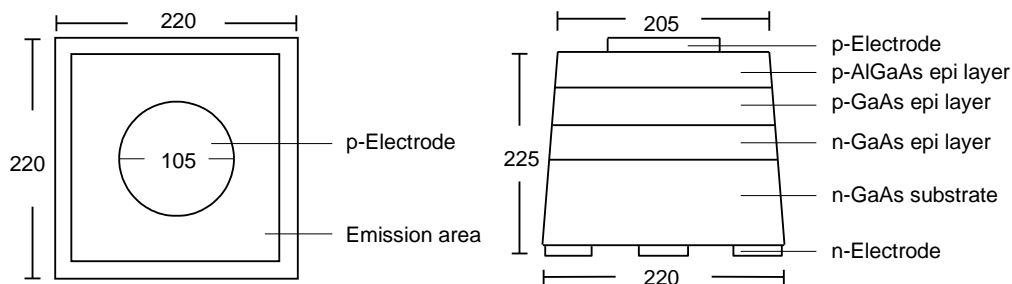 220
220
105
p-Electrode
Emission area
205
225
p-Electrode
p-AlGaAs epi layer
p-GaAs epi layer
n-GaAs epi layer
n-GaAs substrate
n-Electrode
220